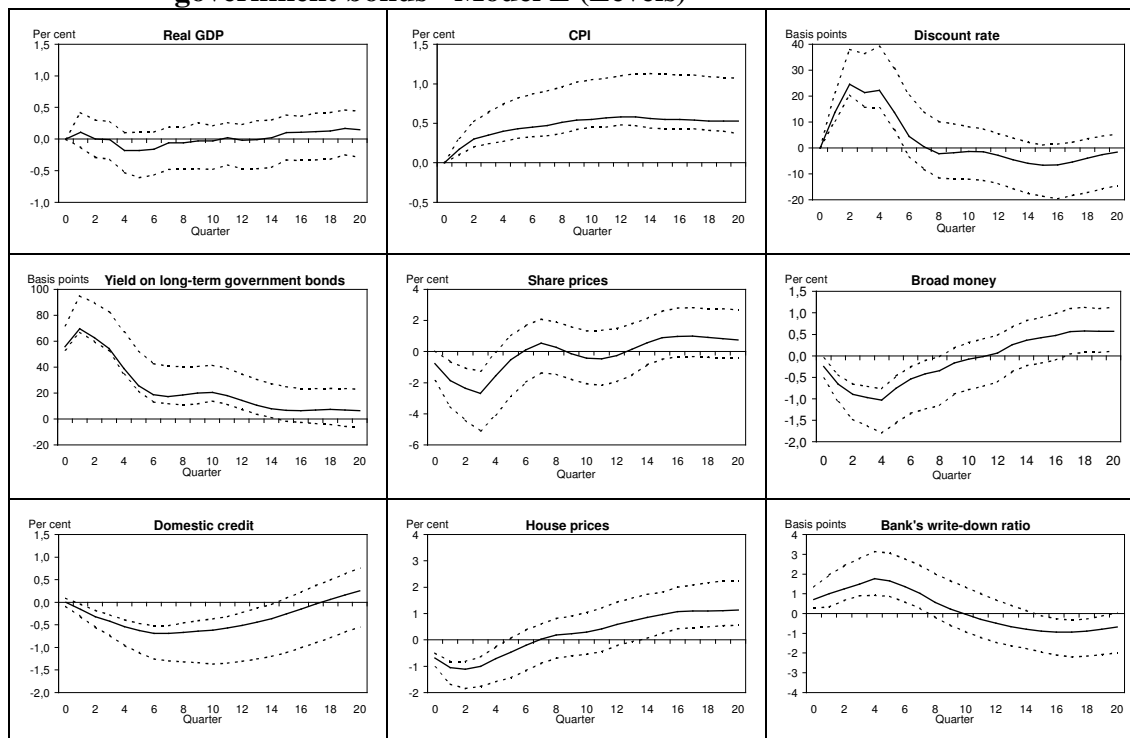 government bonds - Model E (Levels)
Per cent
Real GDP
1,5
1,0
0,5
0,0
-0,5
-1,0
0 2 4 6 8 10 12 14 16 18 20
Quarter
Per cent
CPI
1,5
1,0
0,5
0,0
-0,5
0 2 4 6 8 10 12 14 16 18 20
Quarter
Basis points
Discount rate
40
30
20
10
0
-10
-20
0 2 4 6 8 10 12 14 16 18 20
Quarter
Basis points
Yield on long-term government bonds
100
80
60
40
20
0
-20
0 2 4 6 8 10 12 14 16 18 20
Quarter
Per cent
Share prices
4
2
0
-2
-4
-6
0 2 4 6 8 10 12 14 16 18 20
Quarter
Per cent
Broad money
1,5
1,0
0,5
0,0
-0,5
-1,0
-1,5
-2,0
0 2 4 6 8 10 12 14 16 18 20
Quarter
Per cent
Domestic credit
1,5
1,0
0,5
0,0
-0,5
-1,0
-1,5
-2,0
0 2 4 6 8 10 12 14 16 18 20
Quarter
Per cent
House prices
4
3
2
1
0
-1
-2
0 2 4 6 8 10 12 14 16 18 20
Quarter
Basis points
Bank's write-down ratio
4
3
2
1
0
-1
-2
-3
-4
0 2 4 6 8 10 12 14 16 18 20
Quarter